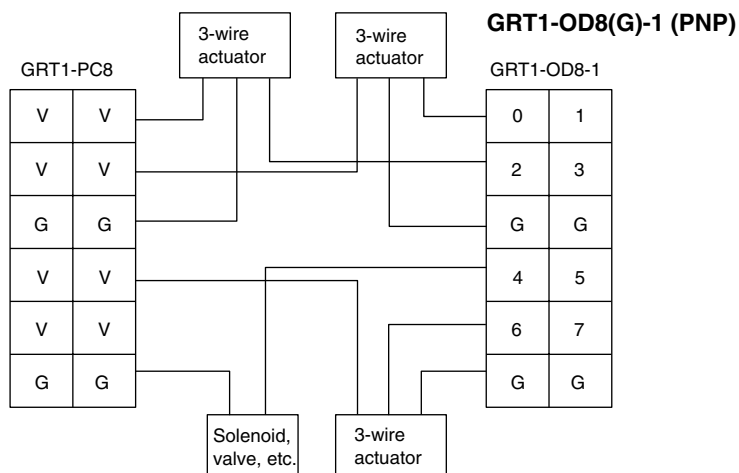 GRT1-OD8(G)-1 (PNP)
3-wire
actuator
3-wire
actuator
GRT1-PC8
GRT1-OD8-1
V V
0 1
V V
2 3
G G
G G
V V
4 5
V V
6 7
G G
G G
Solenoid,
valve, etc.
3-wire
actuator